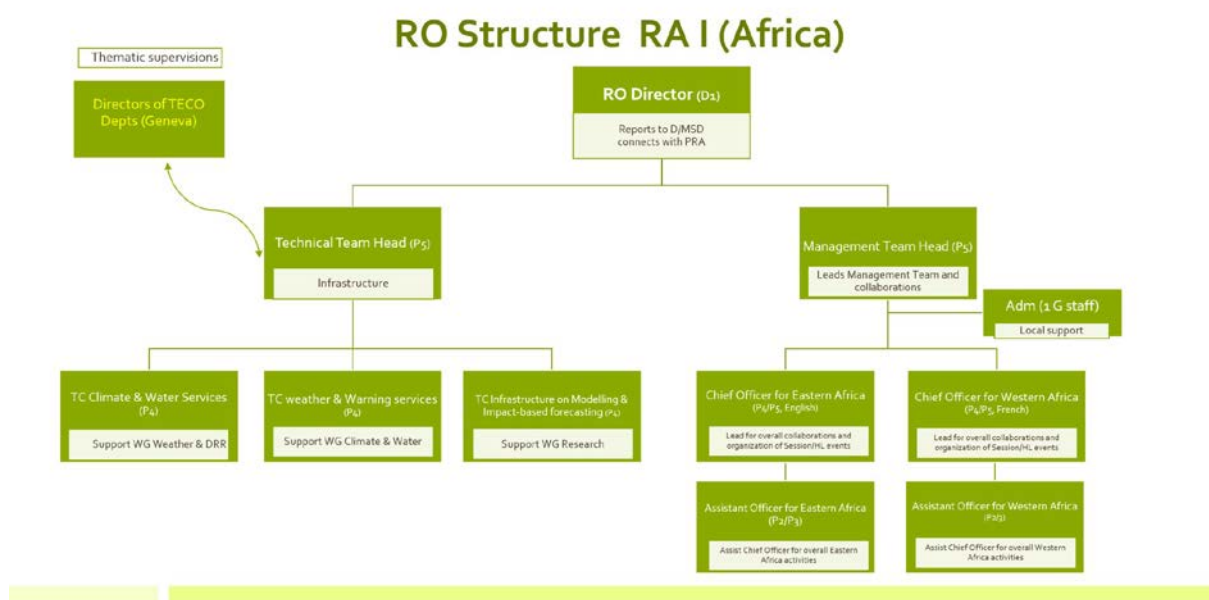 RO Structure RA I (Africa)
Thematic supervisions
Directors of TECO
Depts (Geneva)
RO Director (D1)
Reports to D/MSD
connects with PRA
Technical Team Head (P5)
Infrastructure
Management Team Head (P5)
Leads Management Team and
collaborations
Adm (1 G staff)
Local support
TC Climate & Water Services
(P4)
Support WG Weather & DRR
TC weather & Warning services
(P4)
Support WG Climate & Water
TC Infrastructure on Modelling &
Impact-based forecasting (P4)
Support WG Research
Chief Officer for Eastern Africa
(P4/P5, English)
Lead for overall collaborations and
organization of Session/HL events
Chief Officer for Western Africa
(P4/P5, French)
Lead for overall collaborations and
organization of Session/HL events
Assistant Officer for Eastern Africa
(P2/P3)
Assist Chief Officer for overall Eastern
Africa activities
Assistant Officer for Western Africa
(P2/3)
Assist Chief Officer for overall Western
Africa activities